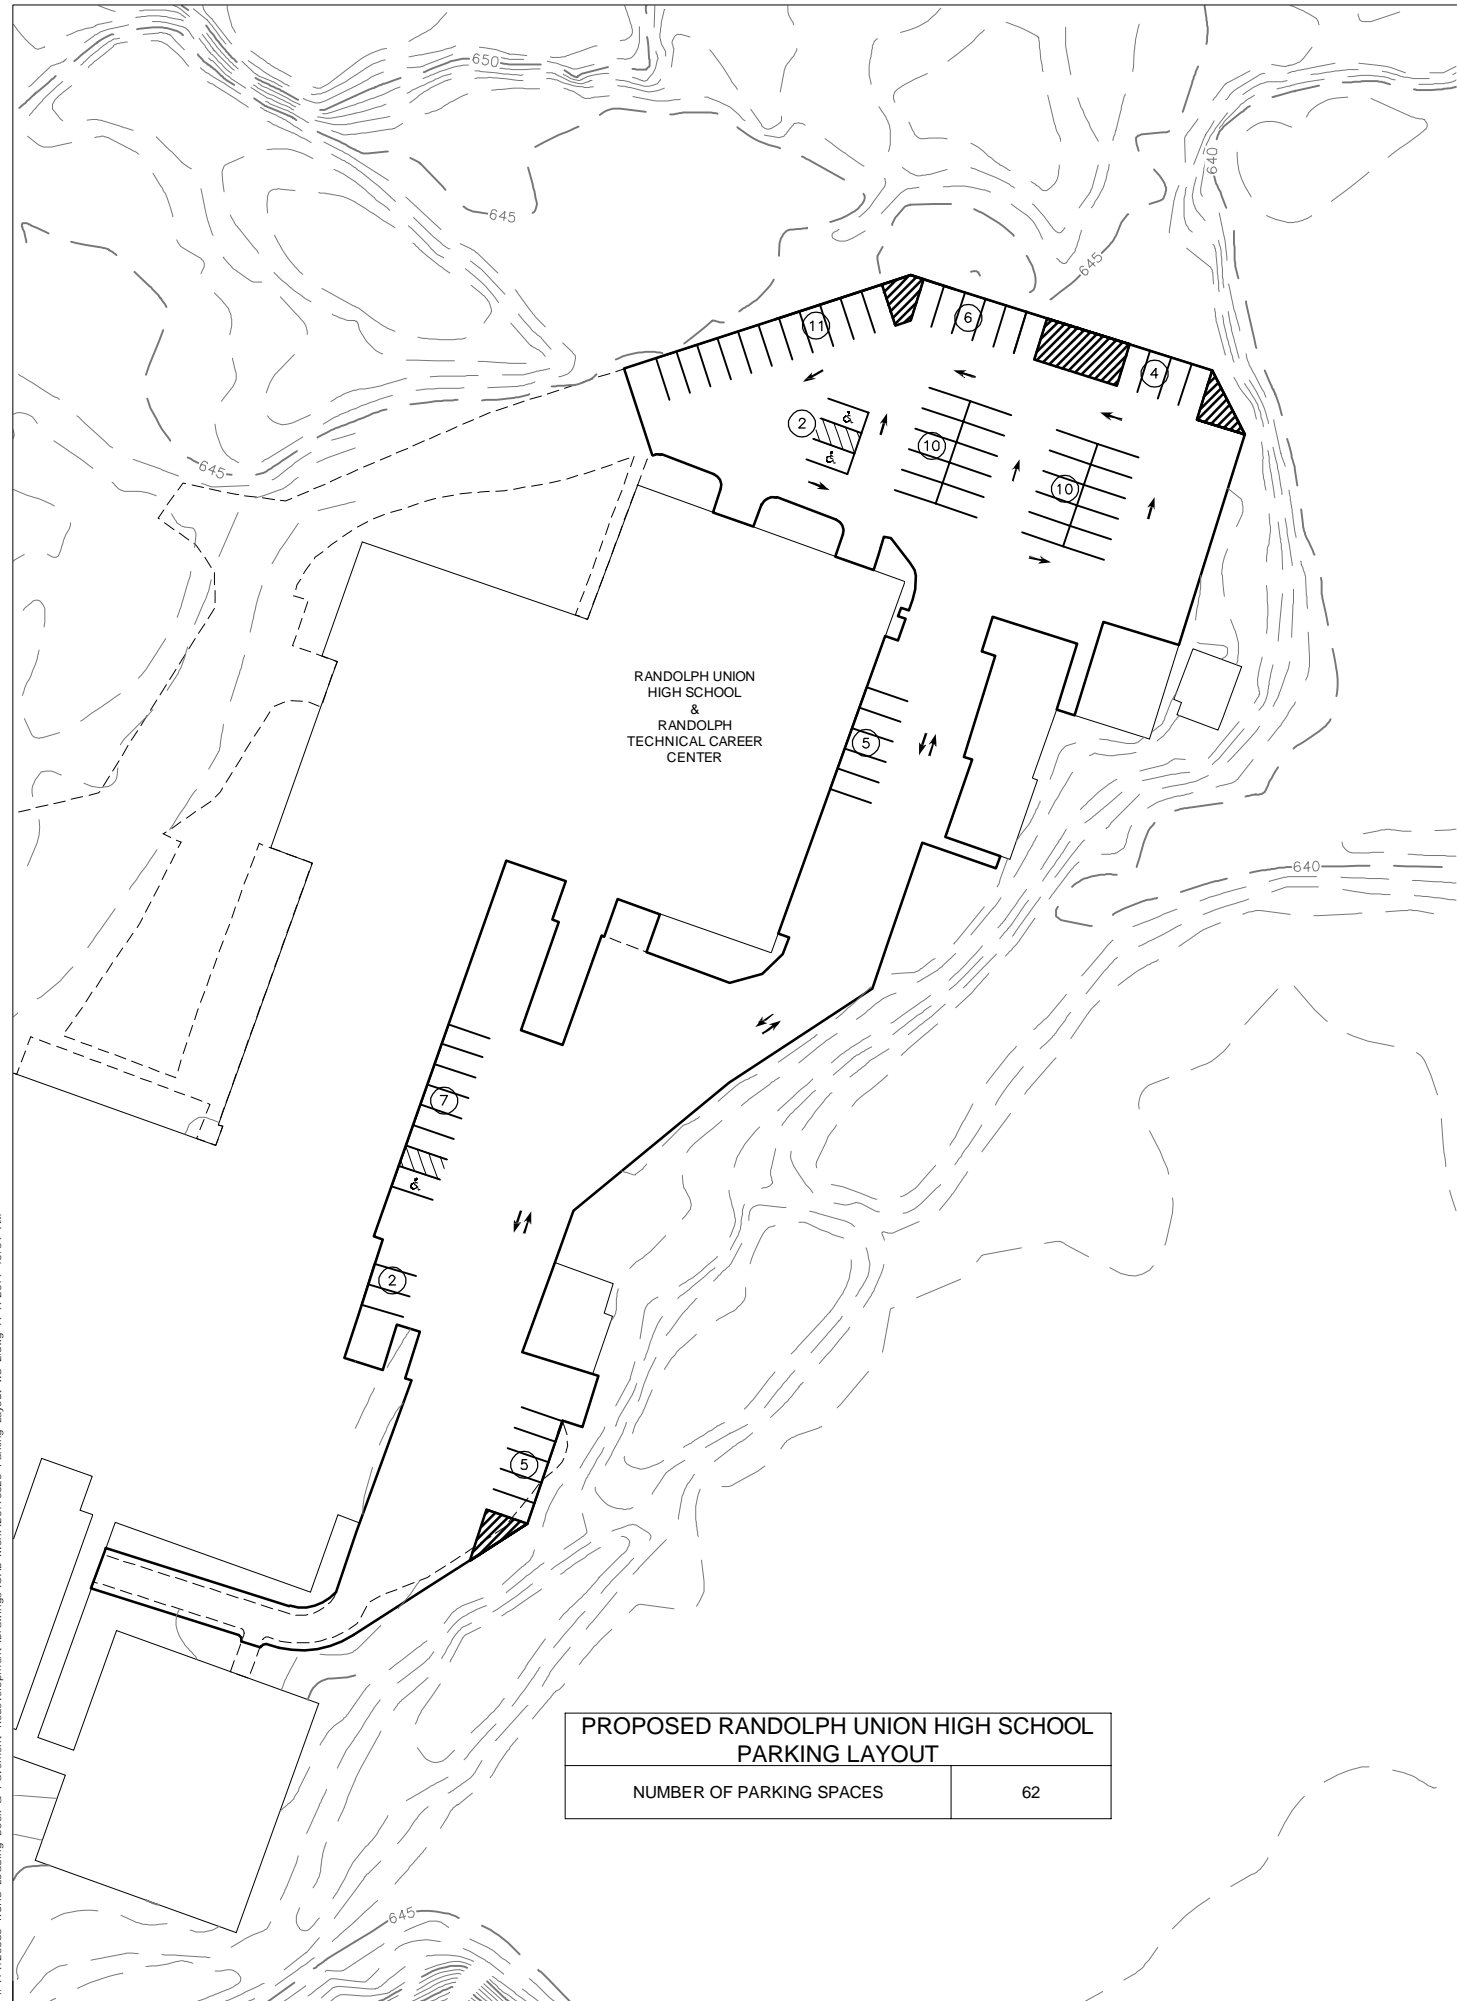 650
640
645
645
11
6
4
2
10
10
645
RANDOLPH UNION
HIGH SCHOOL
&
RANDOLPH
TECHNICAL CAREER
CENTER
5
640
7
2
5
PROPOSED RANDOLPH UNION HIGH SCHOOL
PARKING LAYOUT
NUMBER OF PARKING SPACES 62
645